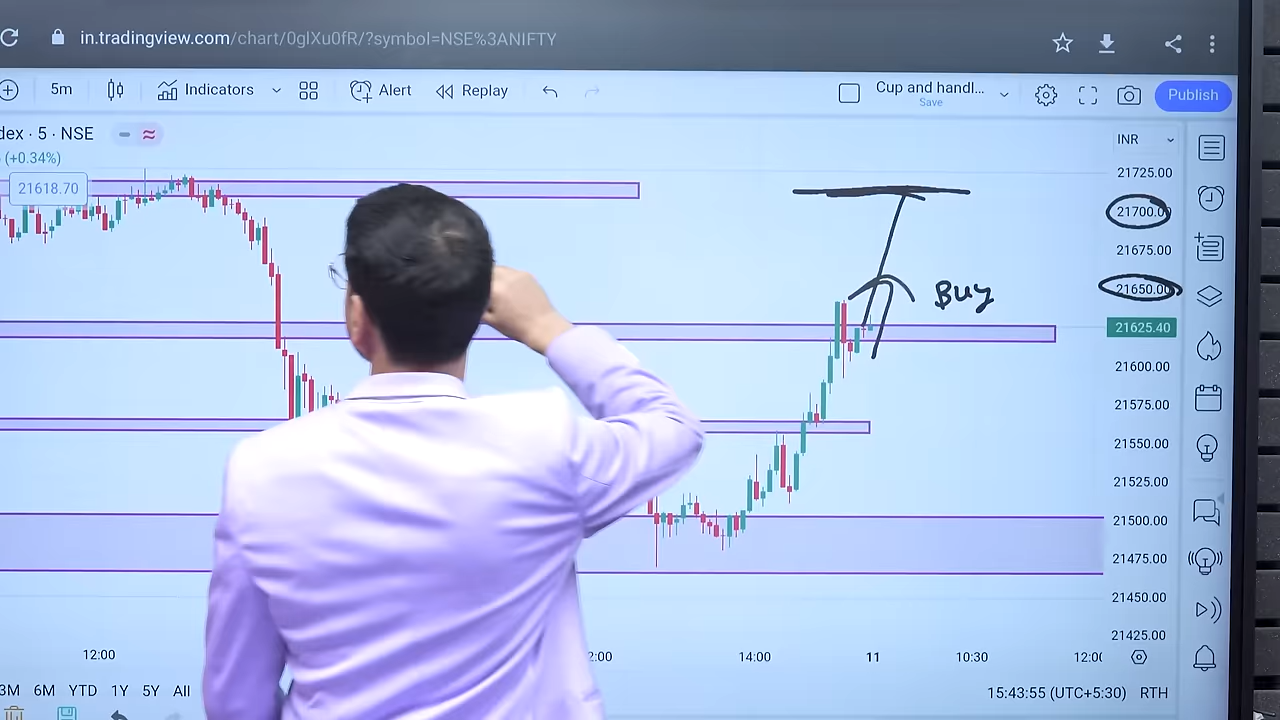 in.tradingview.com/chart/0glXu0fR/?symbol=NSE%3ANIFTY
5m Indicators Alert Replay Cup and handl... Save Publish
dex · 5 · NSE
(+0.34%)
21618.70
INR
21725.00
21700.00
21675.00
21650.00
Buy
21625.40
21600.00
21575.00
21550.00
21525.00
21500.00
21475.00
21450.00
21425.00
12:00 2:00 14:00 11 10:30 12:00
3M 6M YTD 1Y 5Y All 15:43:55 (UTC+5:30) RTH